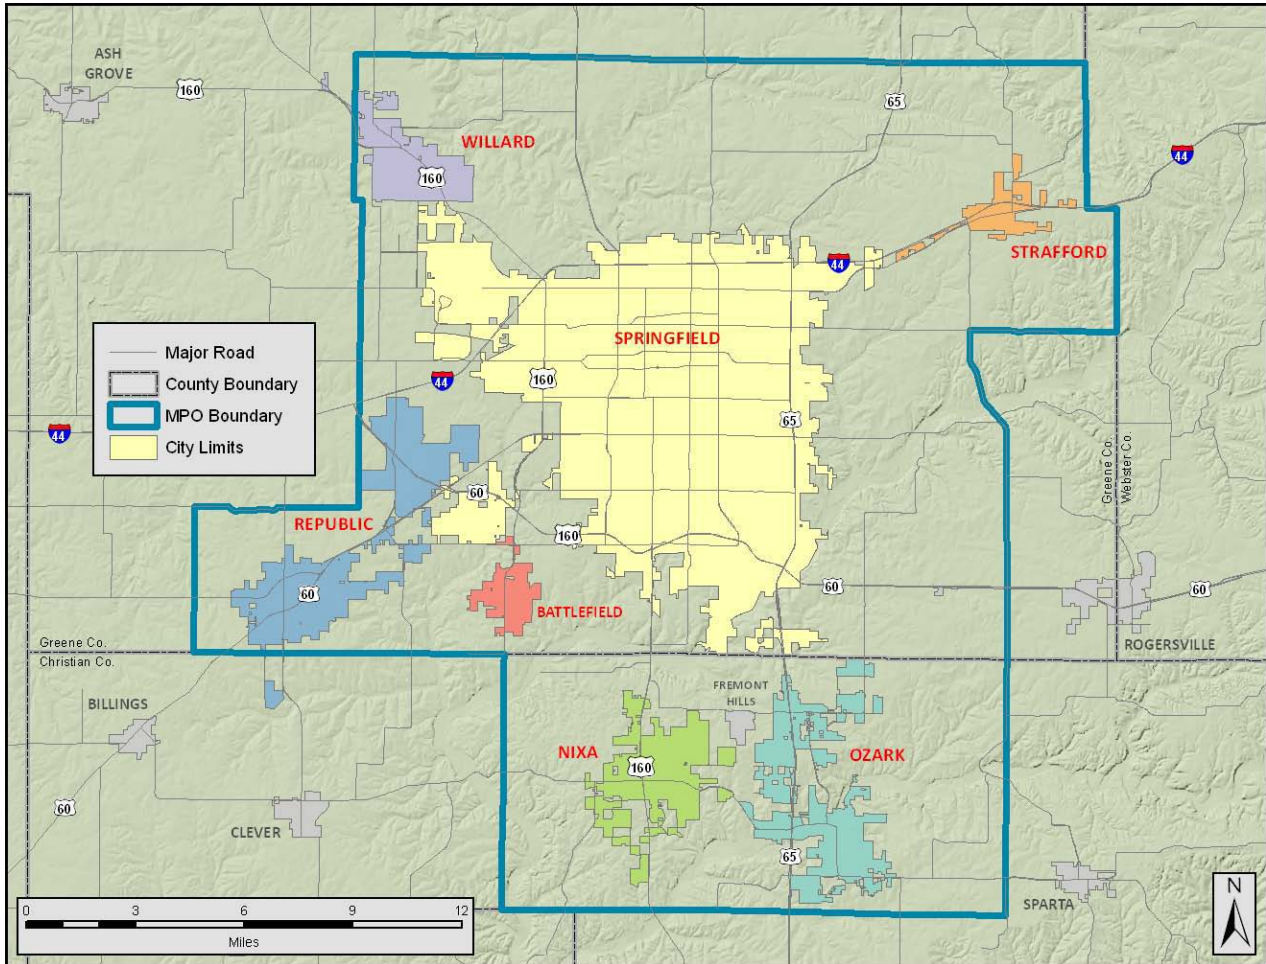 ASH
GROVE
160
65
WILLARD
44
160
STRAFFORD
44
SPRINGFIELD
Major Road
County Boundary
MPO Boundary
City Limits
44
160
65
44
Greene Co.
Webster Co.
60
REPUBLIC
160
60
BATTLEFIELD
60
60
Greene Co.
Christian Co.
ROGERSVILLE
BILLINGS
FREMONT
HILLS
NIXA
160
OZARK
60
CLEVER
65
SPARTA
N
0 3 6 9 12
Miles